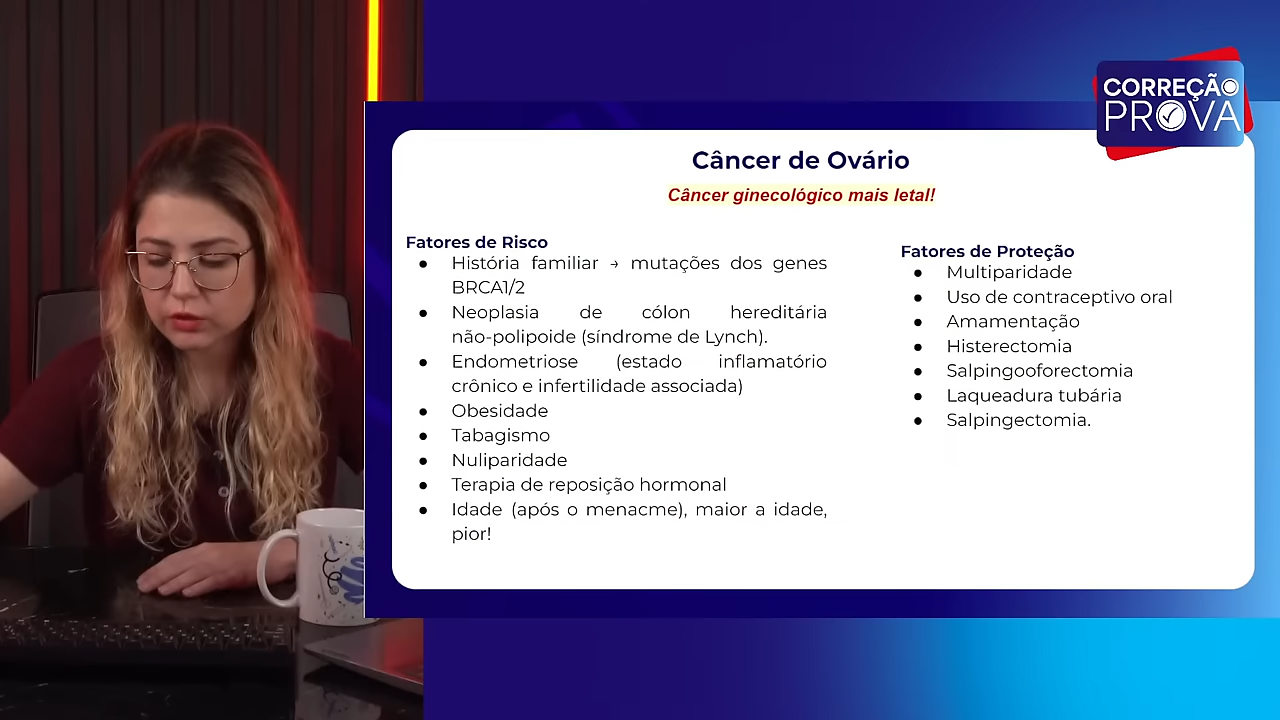 CORREÇÃO
PROVA
Câncer de Ovário
Câncer ginecológico mais letal!
Fatores de Risco
● História familiar → mutações dos genes
BRCA1/2
● Neoplasia de cólon hereditária
não-polipoide (síndrome de Lynch).
● Endometriose (estado inflamatório
crônico e infertilidade associada)
● Obesidade
● Tabagismo
● Nuliparidade
● Terapia de reposição hormonal
● Idade (após o menacme), maior a idade,
pior!
Fatores de Proteção
● Multiparidade
● Uso de contraceptivo oral
● Amamentação
● Histerectomia
● Salpingooforectomia
● Laqueadura tubária
● Salpingectomia.